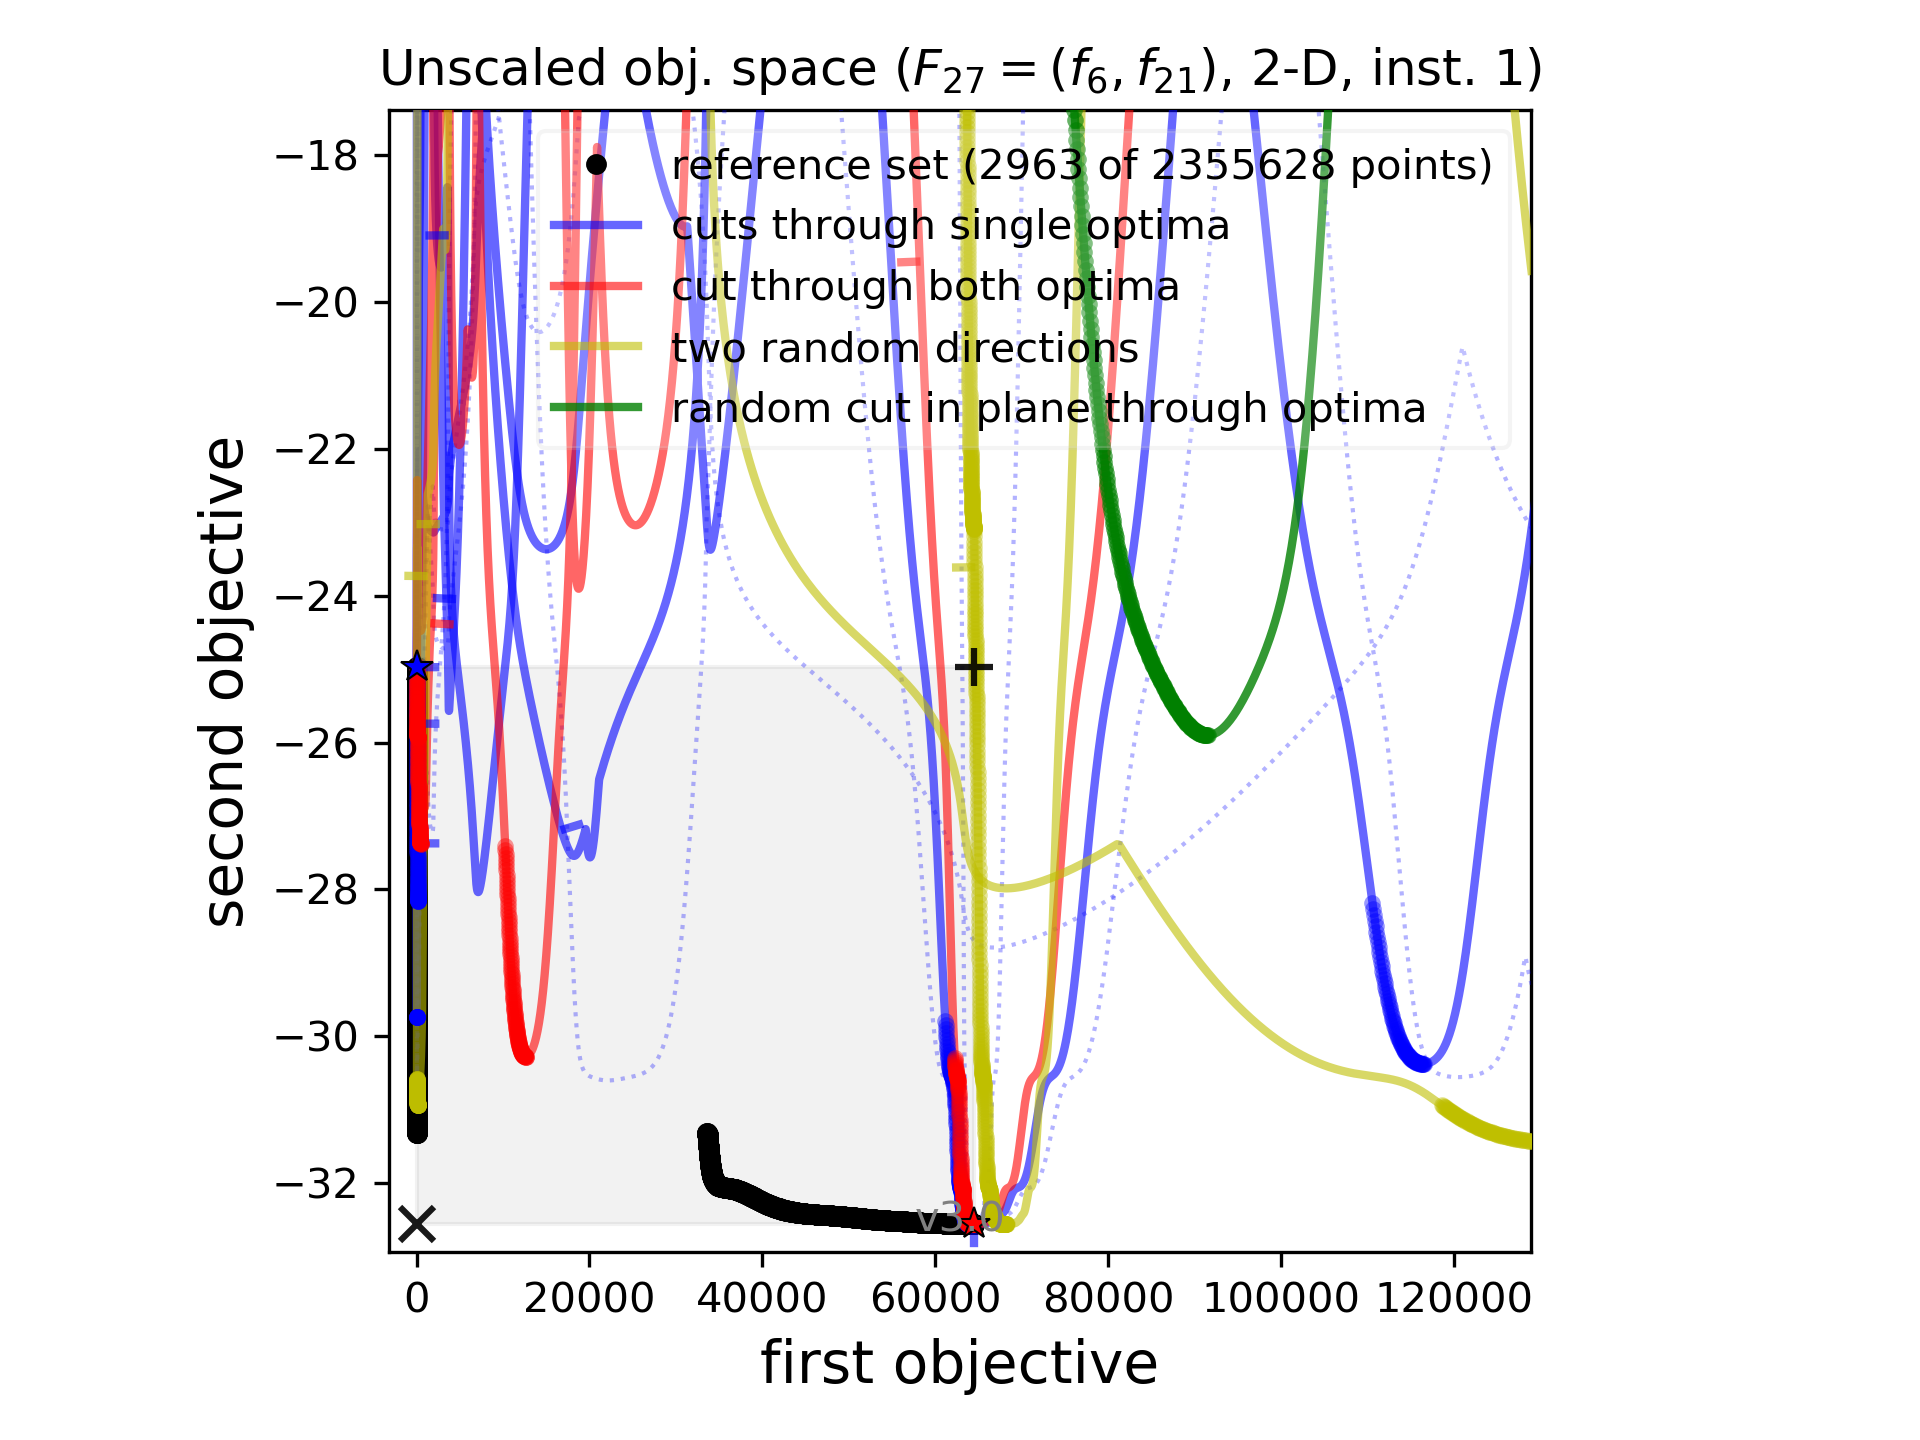 Unscaled obj. space (F27 = (f6, f21), 2-D, inst. 1)
reference set (2963 of 2355628 points)
cuts through single optima
cut through both optima
two random directions
random cut in plane through optima
second objective
−18
−20
−22
−24
−26
−28
−30
−32
v3.0
0 20000 40000 60000 80000 100000 120000
first objective